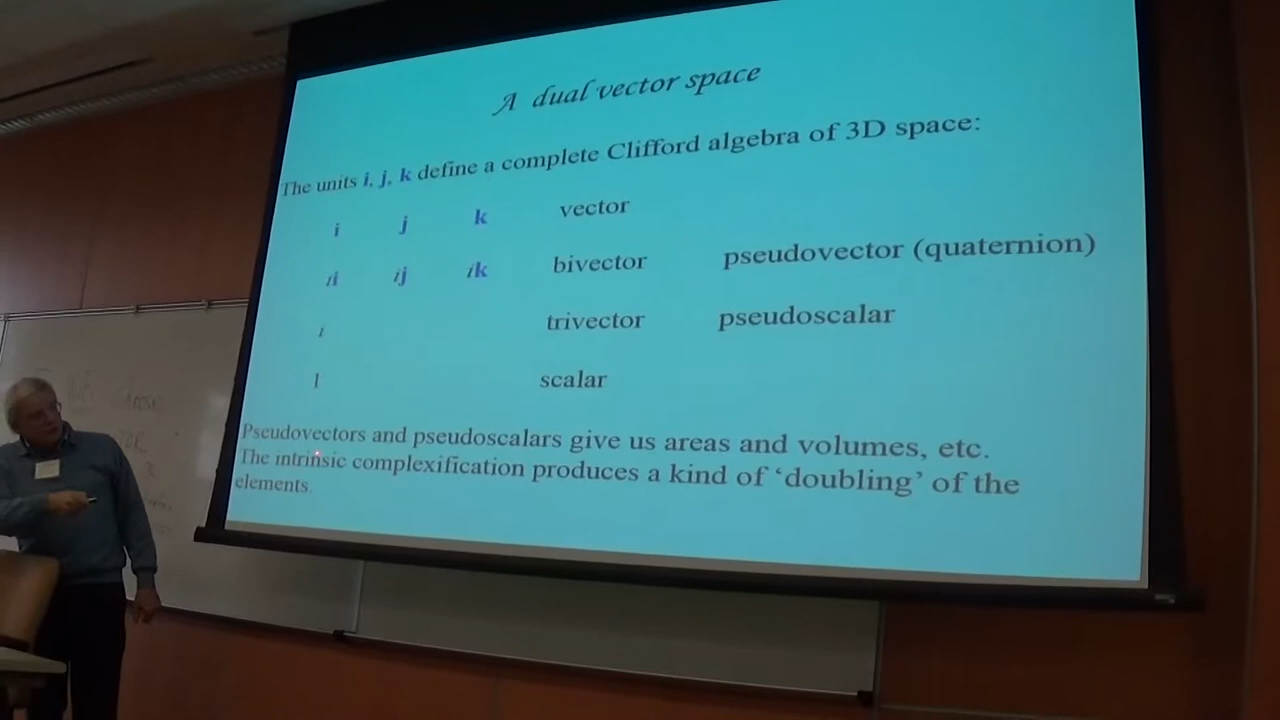 A dual vector space
The units i, j, k define a complete Clifford algebra of 3D space:
i j k vector
ii ij ik bivector pseudovector (quaternion)
i trivector pseudoscalar
1 scalar
Pseudovectors and pseudoscalars give us areas and volumes, etc.
The intrinsic complexification produces a kind of ‘doubling’ of the
elements.